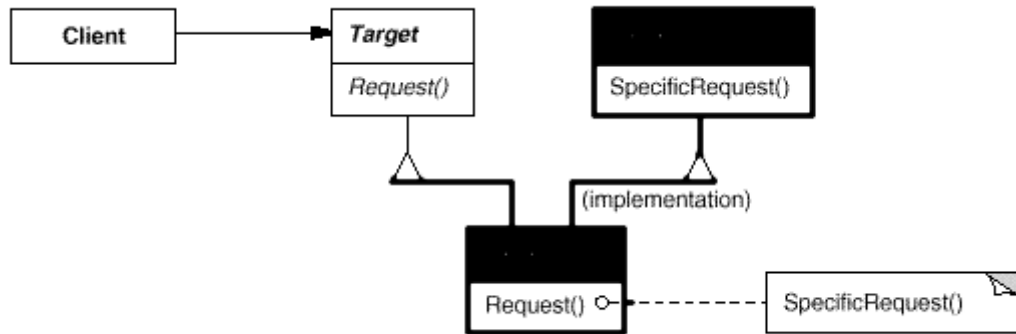 Client
Target
Request()
SpecificRequest()
(implementation)
Request()
SpecificRequest()